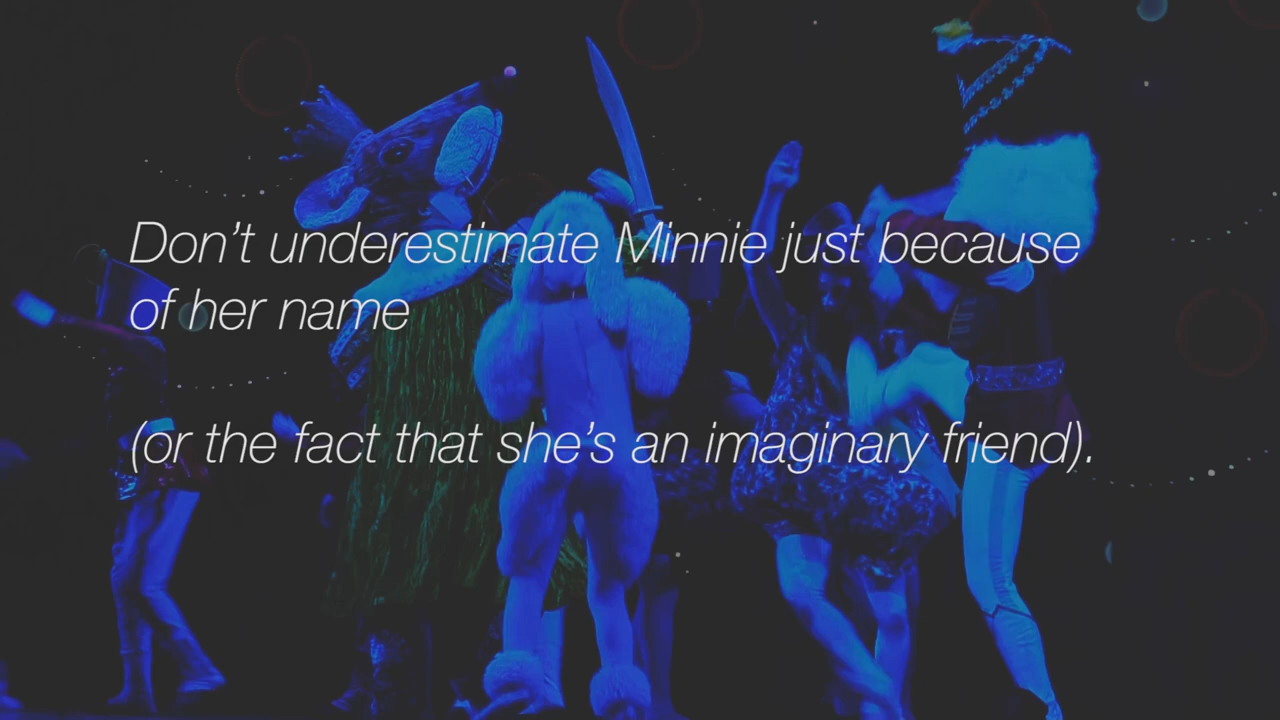 Don’t underestimate Minnie just because
of her name
(or the fact that she’s an imaginary friend).